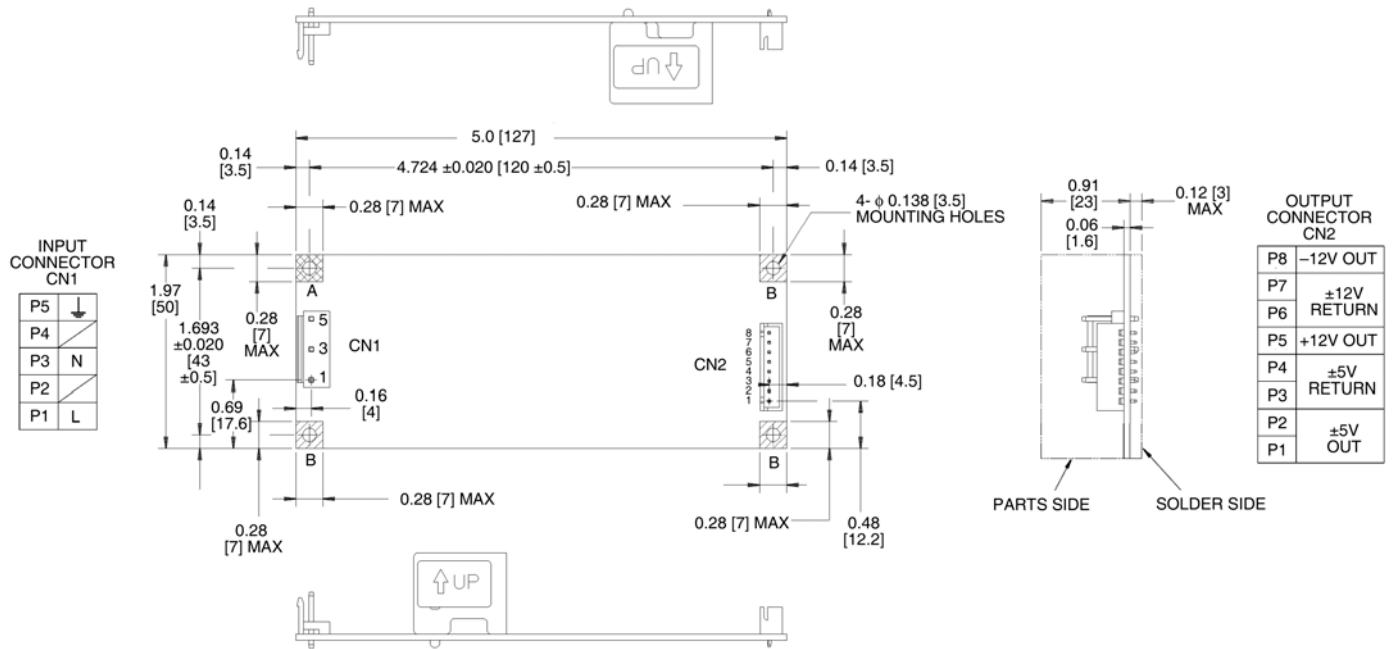 UP
5.0 [127]
0.14
[3.5]
4.724 ±0.020 [120 ±0.5]
0.14 [3.5]
0.14
[3.5]
0.28 [7] MAX
0.28 [7] MAX
4- ϕ 0.138 [3.5]
MOUNTING HOLES
INPUT
CONNECTOR
CN1
P5
P4
P3 N
P2
P1 L
1.97
[50]
1.693
±0.020
[43
±0.5]
0.28
[7]
MAX
A
B
5
3
1
CN1
0.69
[17.6]
0.16
[4]
B
0.28
[7] MAX
0.28 [7] MAX
CN2
8
7
6
5
4
3
2
1
0.28
[7]
MAX
0.18 [4.5]
B
0.28 [7] MAX
0.48
[12.2]
0.91
[23]
0.12 [3]
MAX
0.06
[1.6]
PARTS SIDE
SOLDER SIDE
OUTPUT
CONNECTOR
CN2
P8 –12V OUT
P7 ±12V
P6 RETURN
P5 +12V OUT
P4 ±5V
P3 RETURN
P2 ±5V
P1 OUT
UP